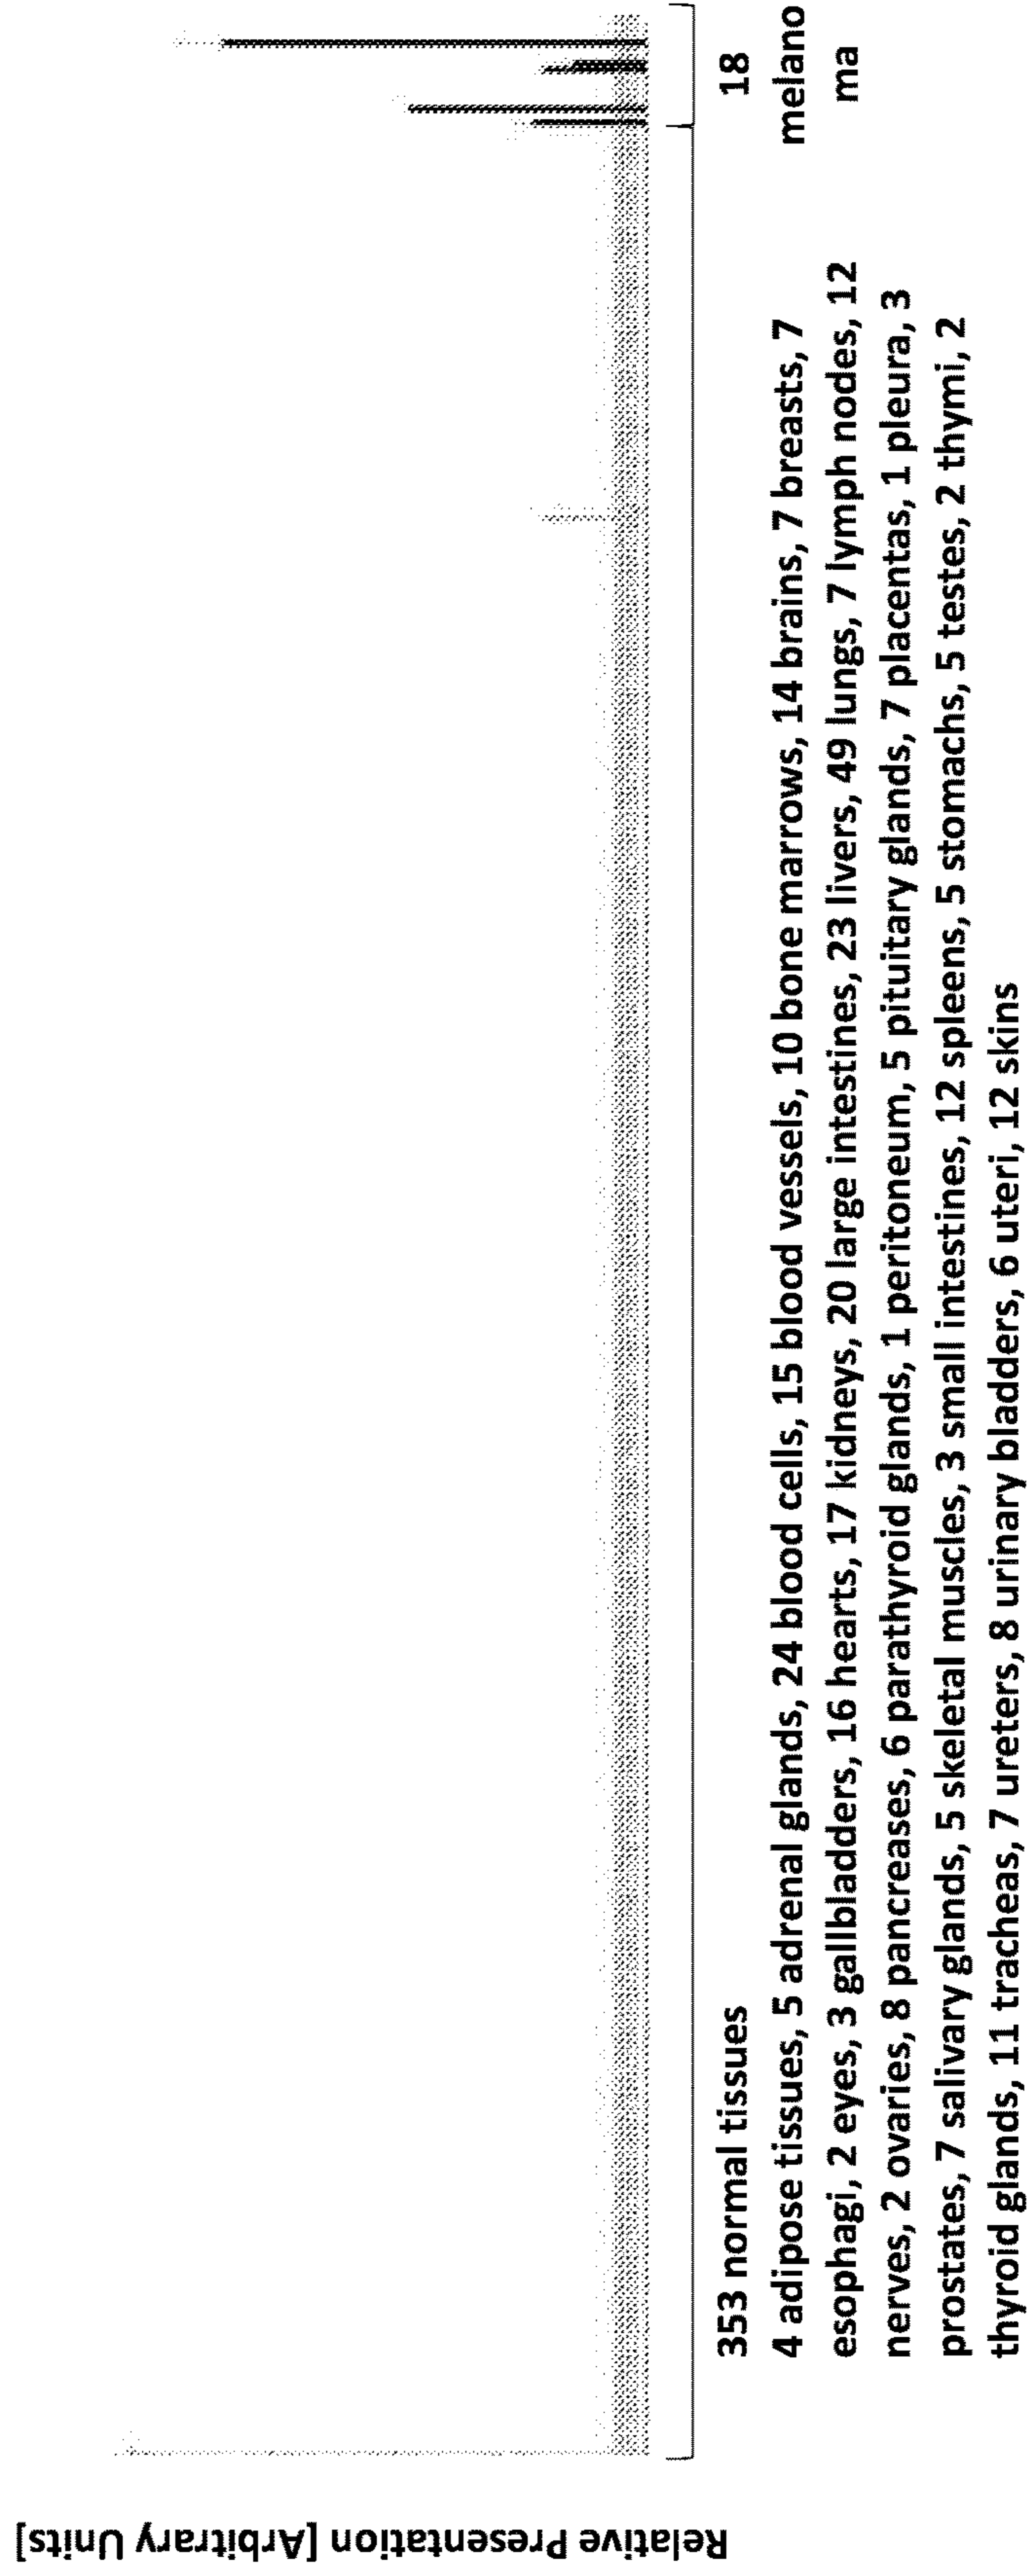 Relative Presentation [Arbitrary Units]
353 normal tissues
4 adipose tissues, 5 adrenal glands, 24 blood cells, 15 blood vessels, 10 bone marrows, 14 brains, 7 breasts, 7
esophagi, 2 eyes, 3 gallbladders, 16 hearts, 17 kidneys, 20 large intestines, 23 livers, 49 lungs, 7 lymph nodes, 12
nerves, 2 ovaries, 8 pancreases, 6 parathyroid glands, 1 peritoneum, 5 pituitary glands, 7 placentas, 1 pleura, 3
prostates, 7 salivary glands, 5 skeletal muscles, 3 small intestines, 12 spleens, 5 stomachs, 5 testes, 2 thymi, 2
thyroid glands, 11 tracheas, 7 ureters, 8 urinary bladders, 6 uteri, 12 skins
18
melano
ma